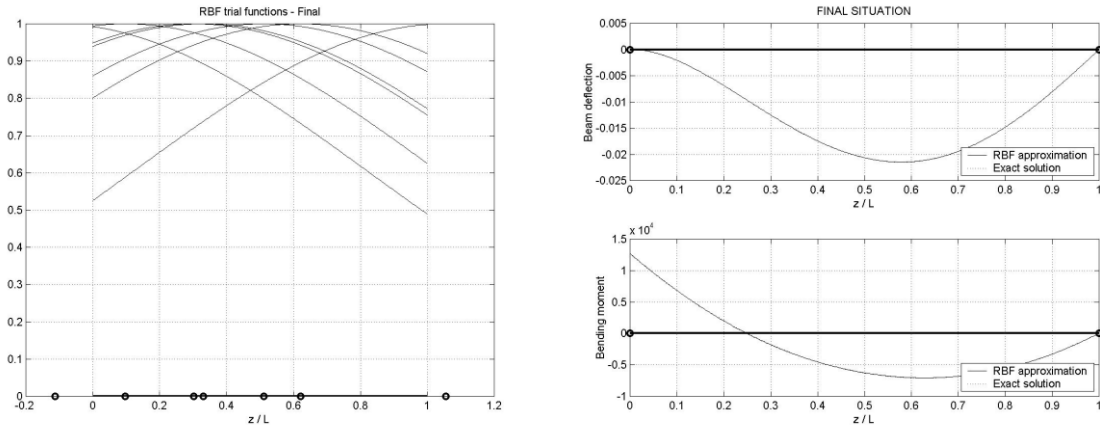 RBF trial functions - Final
1
0.9
0.8
0.7
0.6
0.5
0.4
0.3
0.2
0.1
0
-0.2 0 0.2 0.4 0.6 0.8 1 1.2
z / L
FINAL SITUATION
Beam deflection
0.005
0
-0.005
-0.01
-0.015
-0.02
-0.025
RBF approximation
Exact solution
0 0.1 0.2 0.3 0.4 0.5 0.6 0.7 0.8 0.9 1
z / L
x 10^4
Bending moment
1.5
1
0.5
0
-0.5
-1
RBF approximation
Exact solution
0 0.1 0.2 0.3 0.4 0.5 0.6 0.7 0.8 0.9 1
z / L